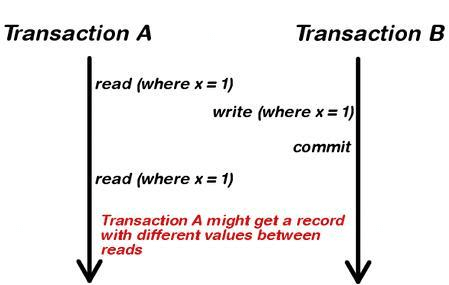 Transaction A
Transaction B
read (where x = 1)
write (where x = 1)
commit
read (where x = 1)
Transaction A might get a record
with different values between
reads